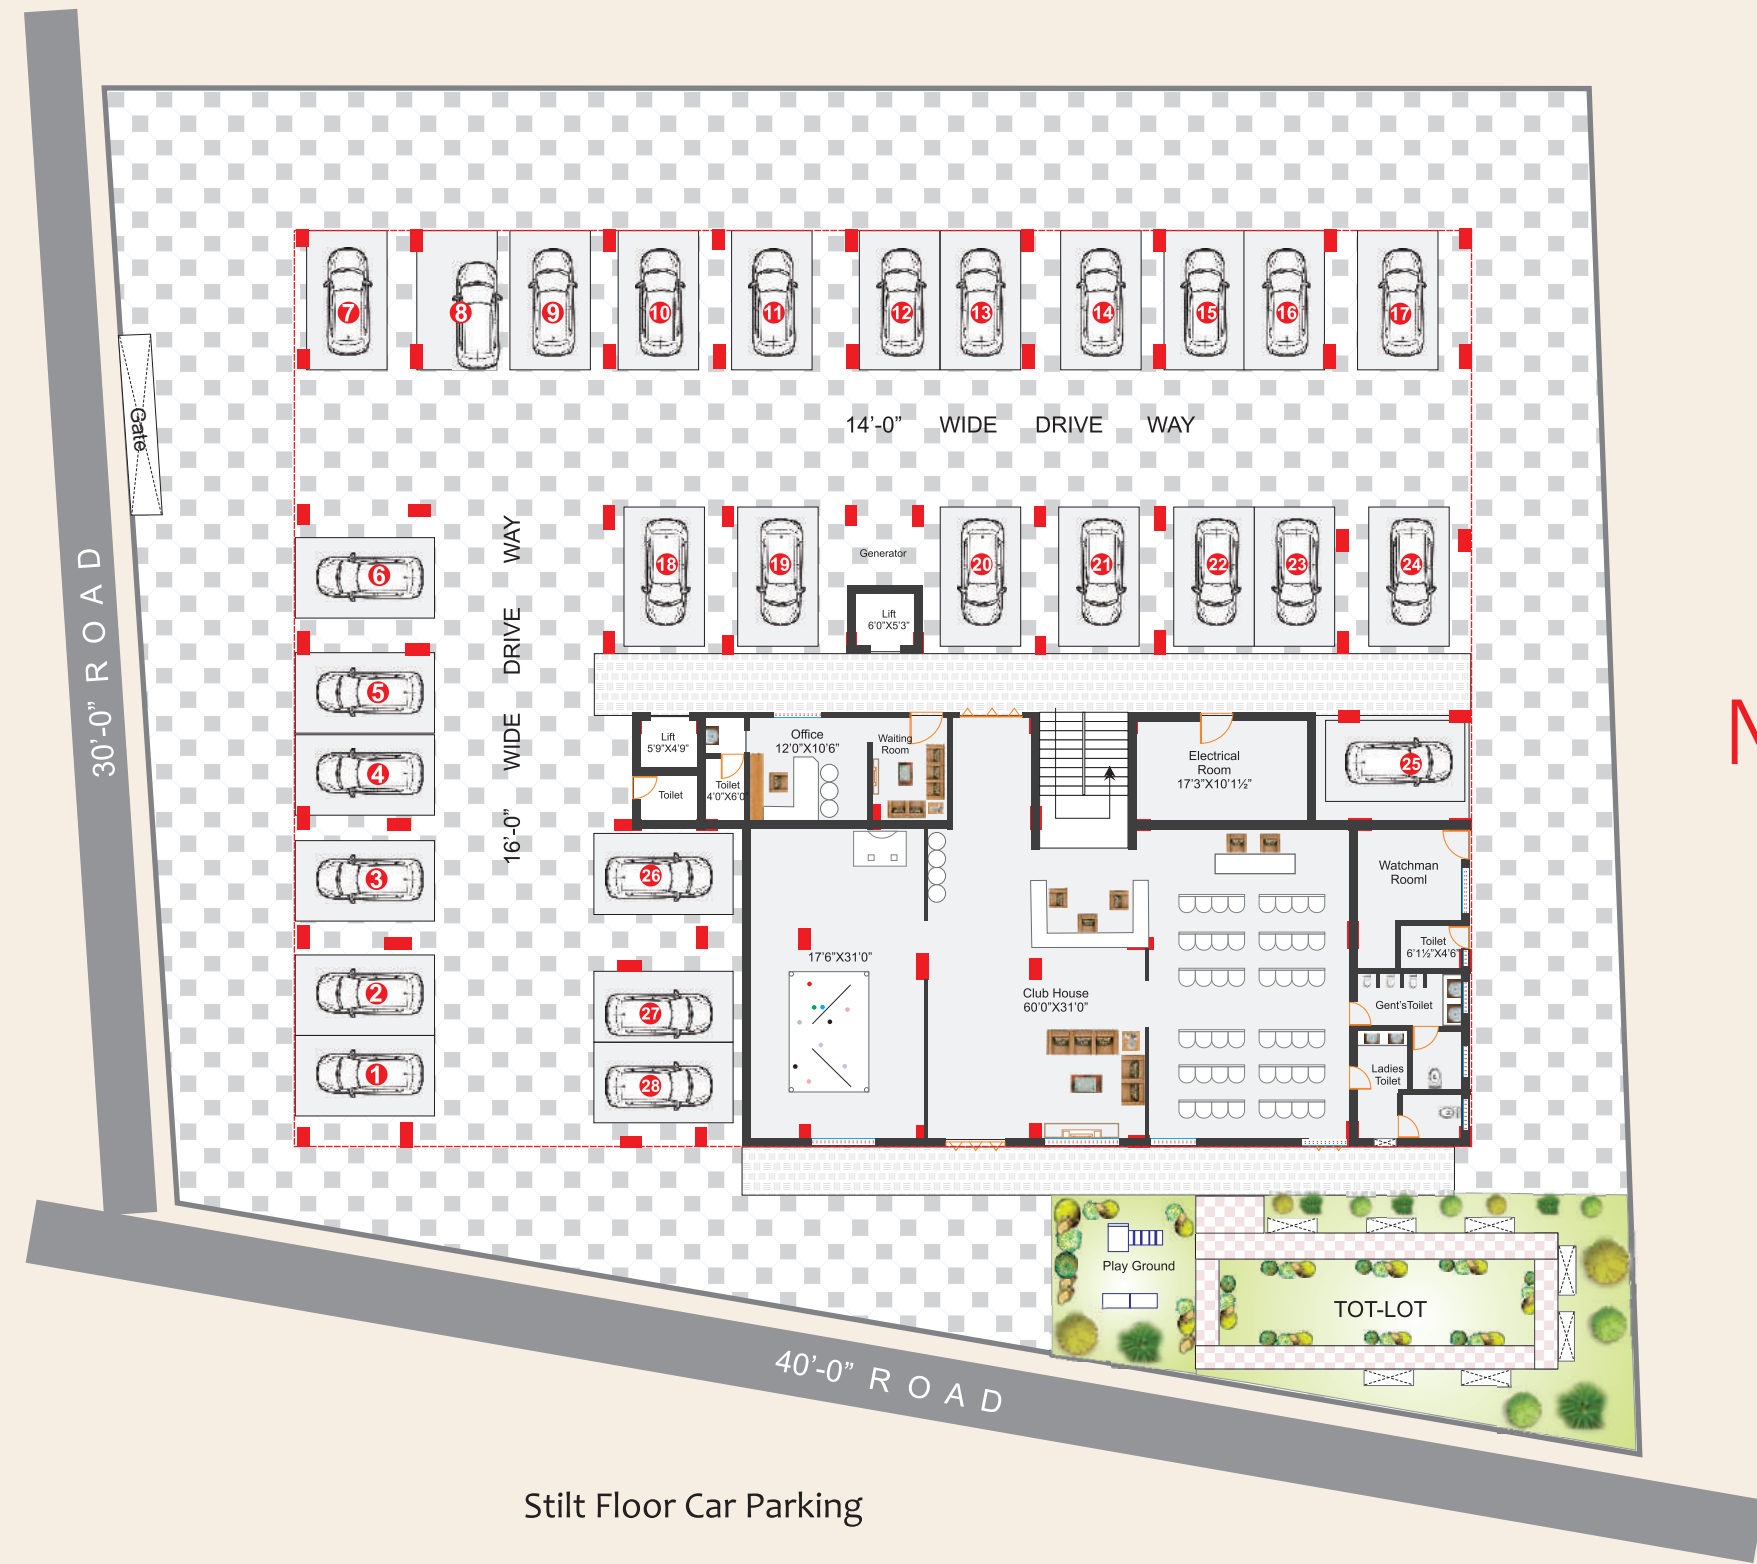 7
8
9
10
11
12
13
14
15
16
17
14’-0” WIDE DRIVE WAY
Gate
30’-0” ROAD
16’-0” WIDE DRIVE WAY
6
5
4
3
2
1
18
19
Generator
Lift
6’0”X5’3”
20
21
22
23
24
Lift
5’9”X4’9”
Toilet
Toilet
4’0”X6’0”
Office
12’0”X10’6”
Waiting
Room
Electrical
Room
17’3”X10’1½”
25
26
27
28
17’6”X31’0”
Club House
60’0”X31’0”
Watchman
RoomI
Toilet
6’1½”X4’6”
Gent’sToilet
Ladies
Toilet
Play Ground
TOT-LOT
40’-0” ROAD
Stilt Floor Car Parking